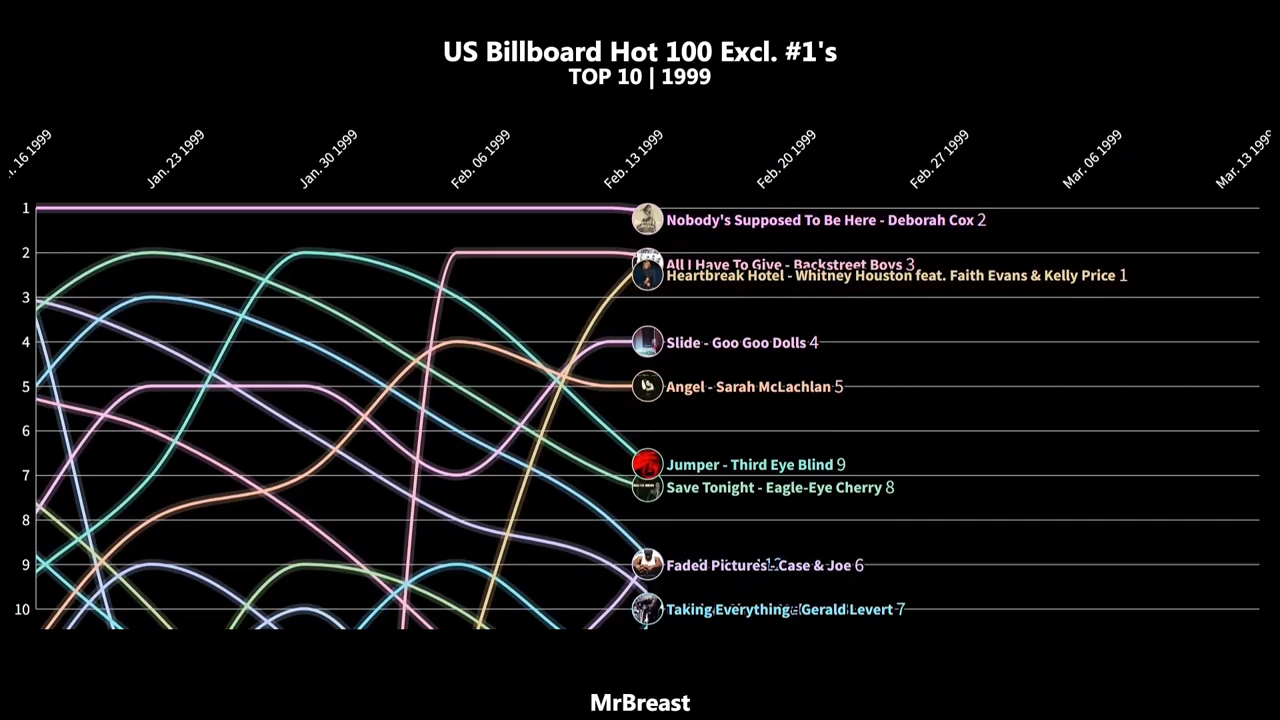 US Billboard Hot 100 Excl. #1's
TOP 10 | 1999
16 1999
Jan. 23 1999
Jan. 30 1999
Feb. 06 1999
Feb. 13 1999
Feb. 20 1999
Feb. 27 1999
Mar. 06 1999
Mar. 13 1999
1
Nobody's Supposed To Be Here - Deborah Cox 2
2
All I Have To Give - Backstreet Boys 3
Heartbreak Hotel - Whitney Houston feat. Faith Evans & Kelly Price 1
3
4
Slide - Goo Goo Dolls 4
5
Angel - Sarah McLachlan 5
6
Jumper - Third Eye Blind 9
7
Save Tonight - Eagle-Eye Cherry 8
8
9
Faded Pictures - Case & Joe 6
10
Taking Everything - Gerald Levert 7
MrBreast